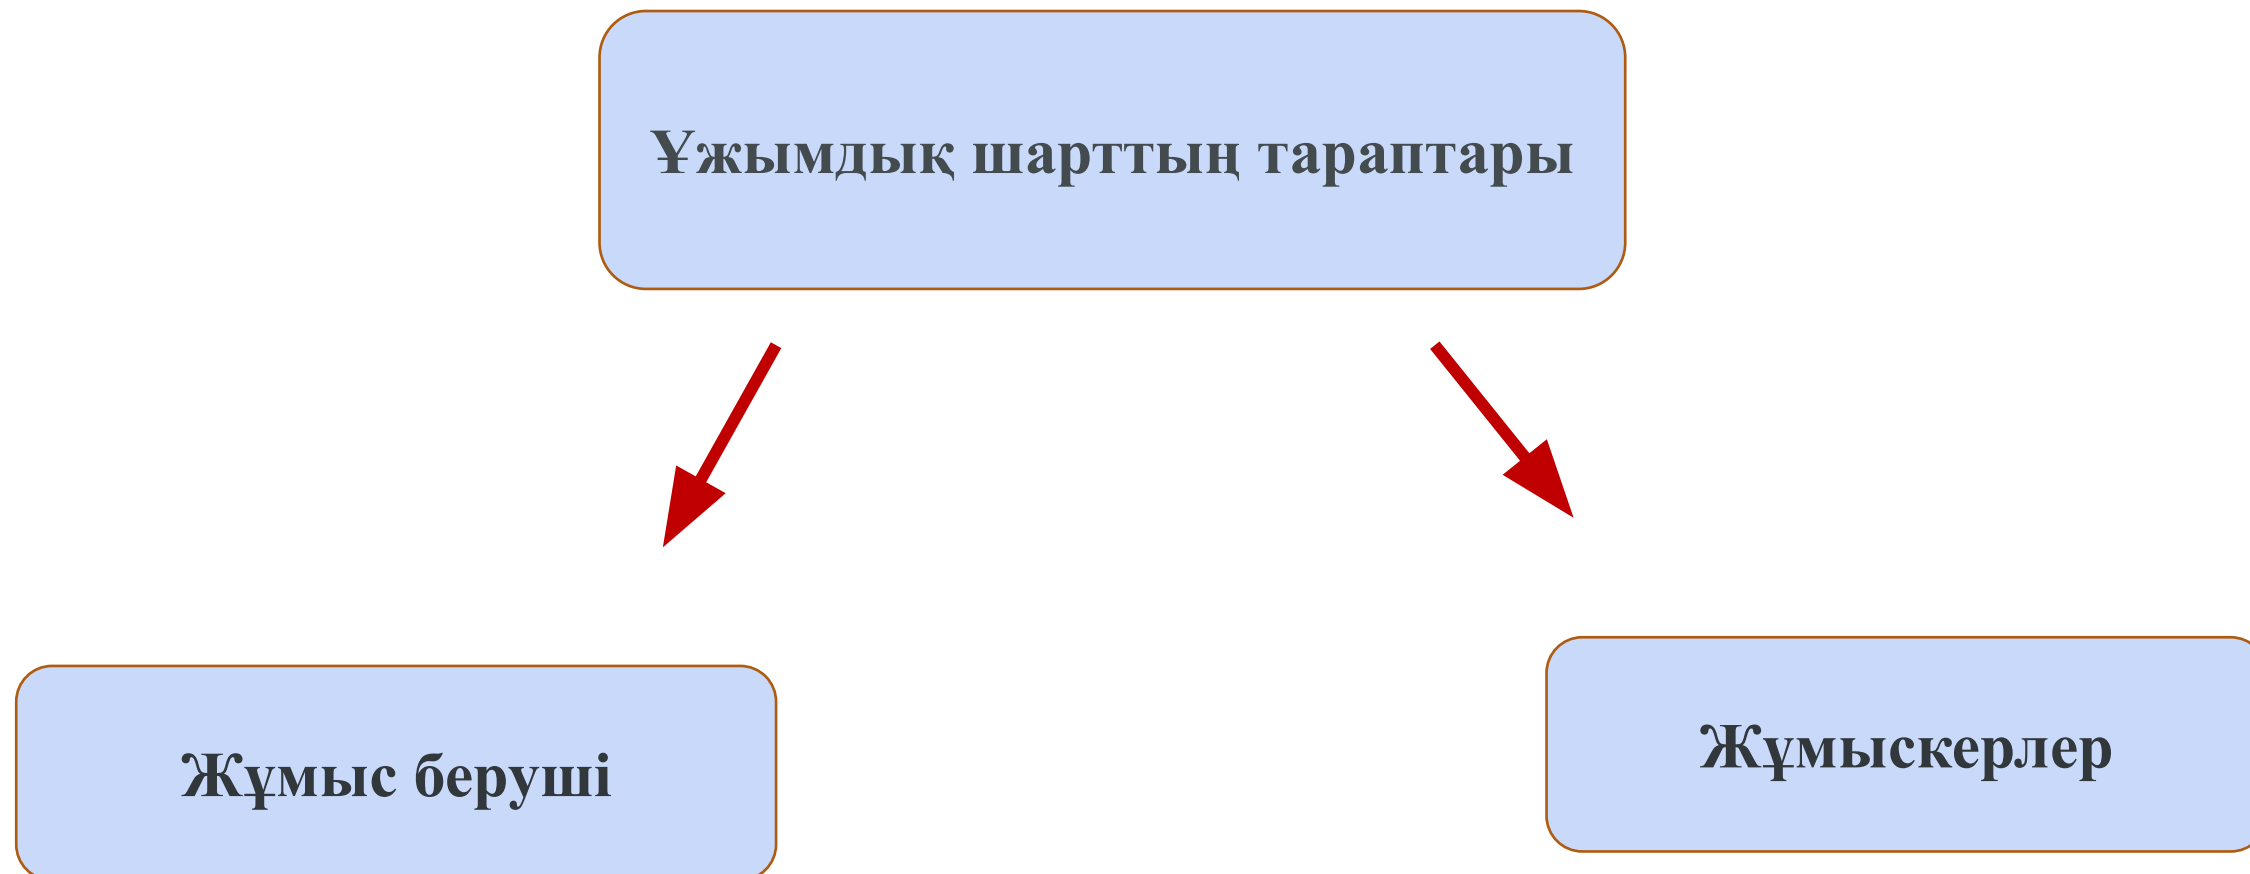 Ұжымдық шарттың тараптары
Жұмыс беруші
Жұмыскерлер